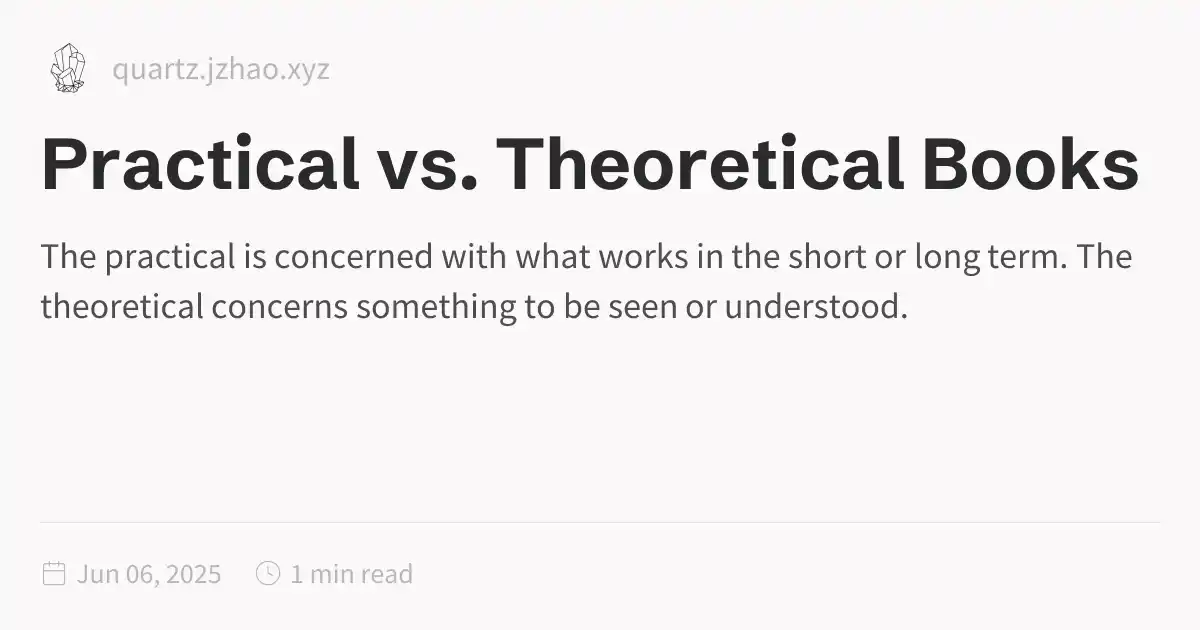 quartz.jzhao.xyz
Practical vs. Theoretical Books
The practical is concerned with what works in the short or long term. The
theoretical concerns something to be seen or understood.
Jun 06, 2025 1 min read